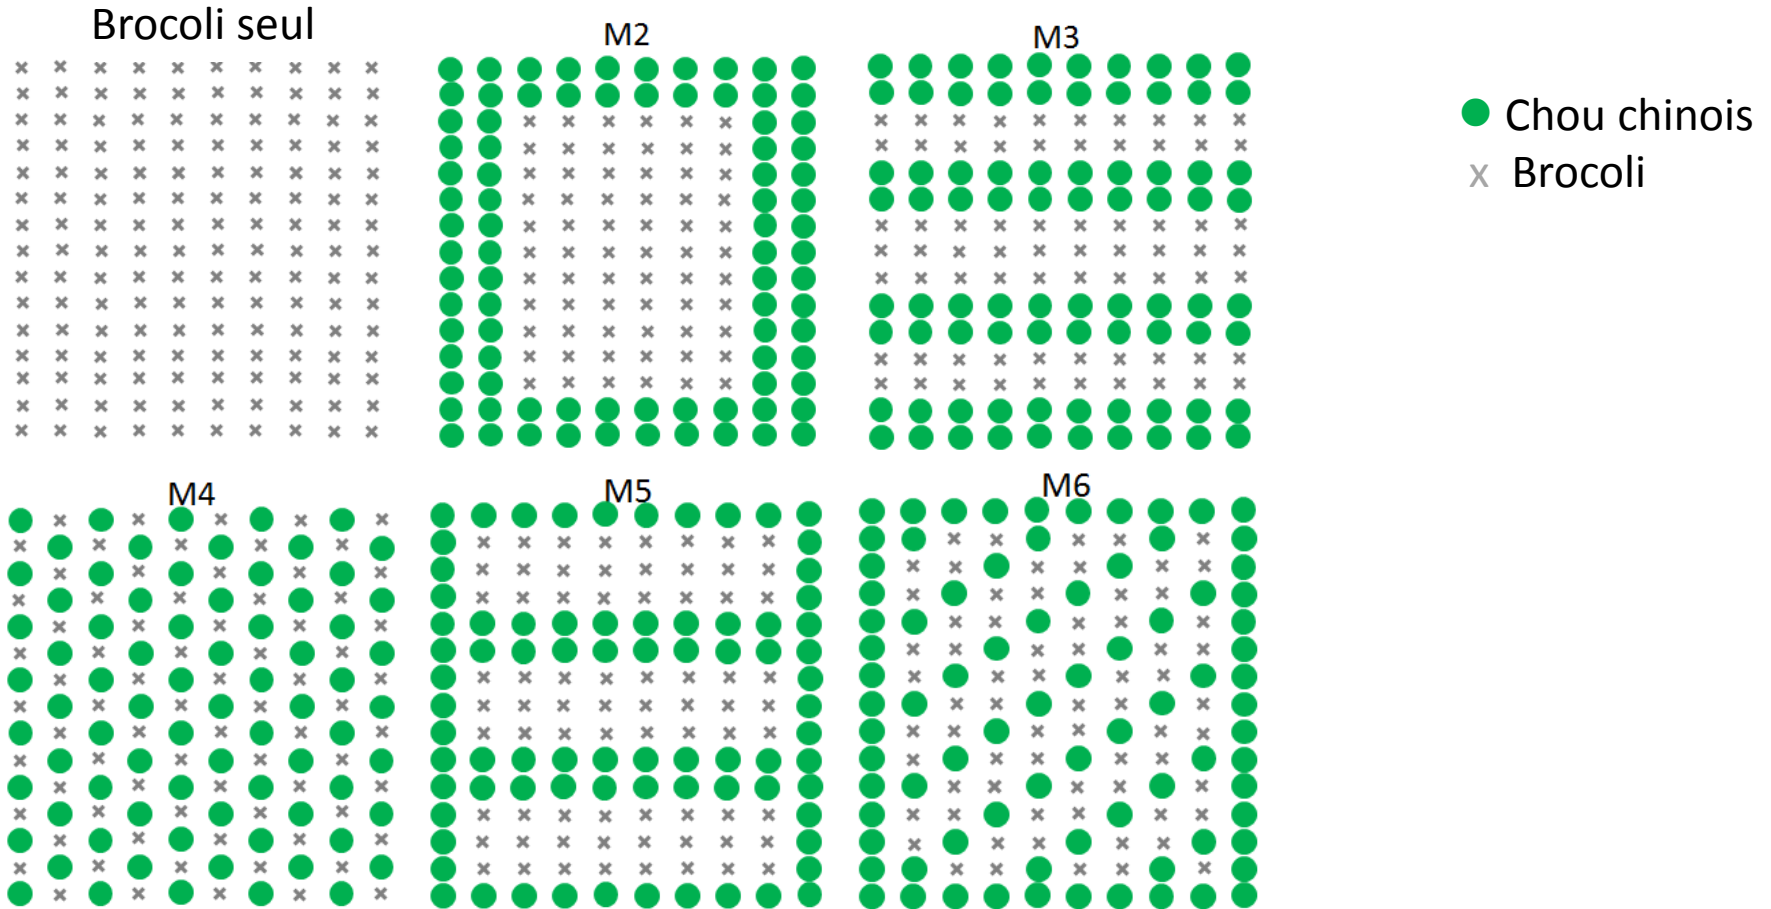 Brocoli seul
M2
M3
Chou chinois
x Brocoli
M4
M5
M6